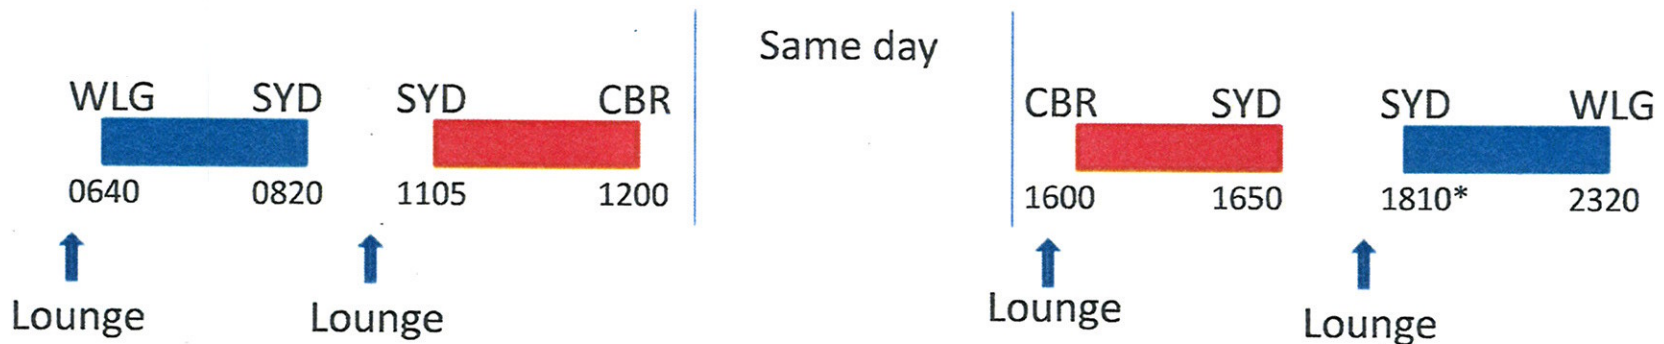 Same day
WLG SYD SYD CBR CBR SYD SYD WLG
0640 0820 1105 1200 1600 1650 1810* 2320
Lounge Lounge Lounge Lounge